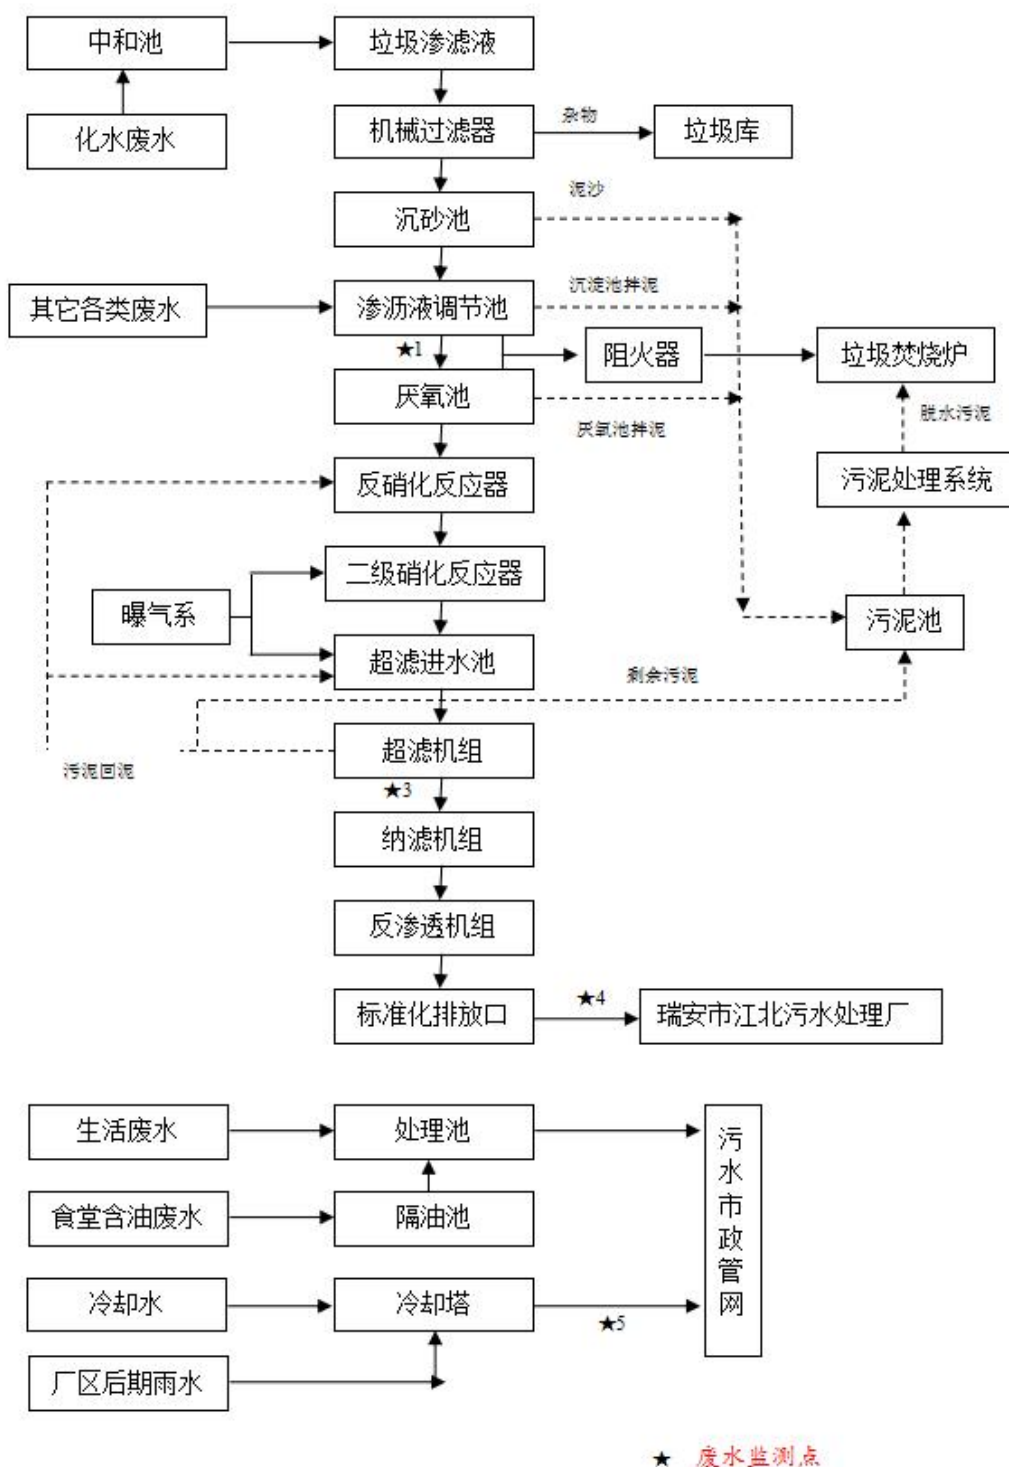 中和池
垃圾渗滤液
化水废水
机械过滤器
杂物
垃圾库
沉砂池
泥沙
其它各类废水
渗沥液调节池
沉淀池拌泥
★1
阻火器
垃圾焚烧炉
厌氧池
厌氧池拌泥
脱水污泥
反硝化反应器
污泥处理系统
二级硝化反应器
曝气系
污泥池
超滤进水池
剩余污泥
超滤机组
污泥回泥
★3
纳滤机组
反渗透机组
标准化排放口
★4
瑞安市江北污水处理厂
生活废水
处理池
污水市政管网
食堂含油废水
隔油池
冷却水
冷却塔
★5
厂区后期雨水
★ 废水监测点